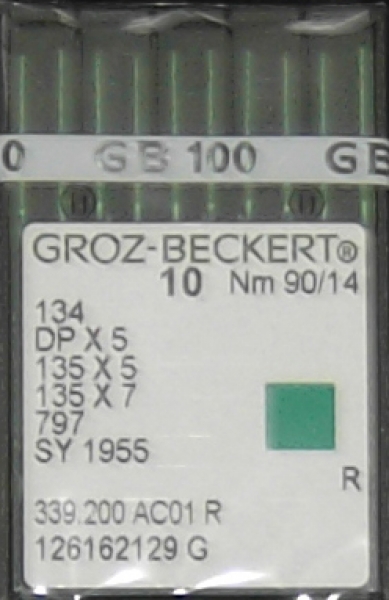 0 GB 100 GB
GROZ-BECKERT®
10 Nm 90/14
134
DP X 5
135 X 5
135 X 7
797
SY 1955
R
339.200 AC01 R
126162129 G